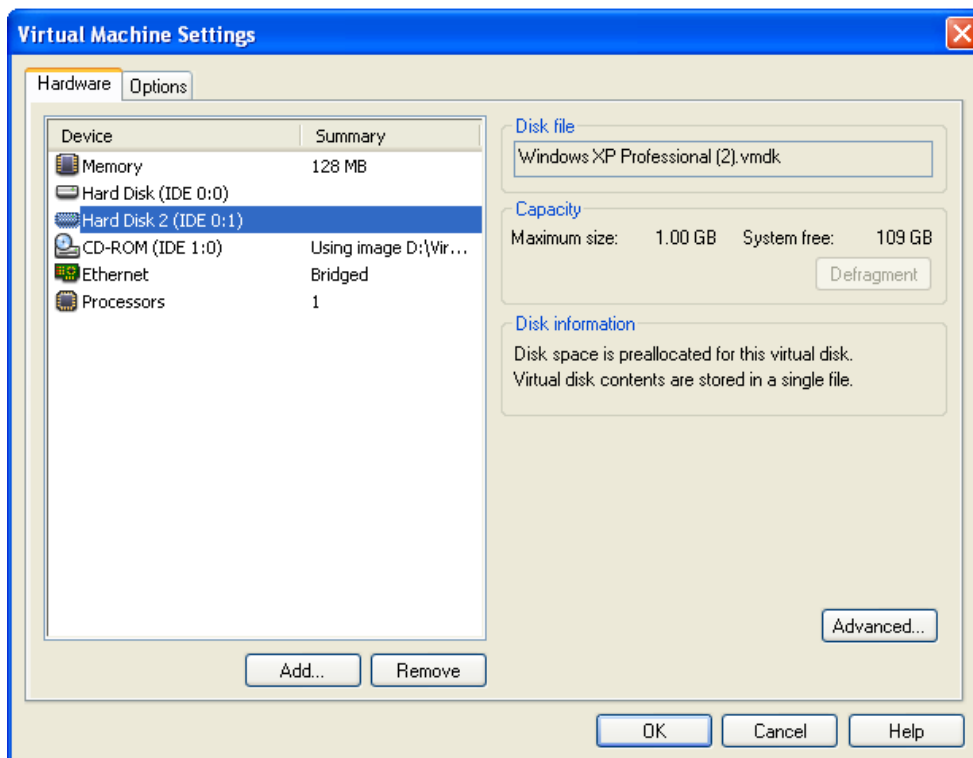 Virtual Machine Settings
Hardware Options
Device Summary
Memory 128 MB
Hard Disk (IDE 0:0)
Hard Disk 2 (IDE 0:1)
CD-ROM (IDE 1:0) Using image D:\Vir...
Ethernet Bridged
Processors 1
Add... Remove
Disk file
Windows XP Professional (2).vmdk
Capacity
Maximum size: 1.00 GB System free: 109 GB
Defragment
Disk information
Disk space is preallocated for this virtual disk.
Virtual disk contents are stored in a single file.
Advanced...
OK Cancel Help